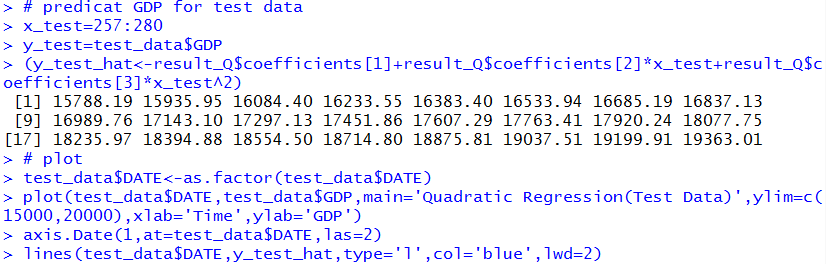 > # predicat GDP for test data
> x_test=257:280
> y_test=test_data$GDP
> (y_test_hat<-result_Q$coefficients[1]+result_Q$coefficients[2]*x_test+result_Q$c
oefficients[3]*x_test^2)
 [1] 15788.19 15935.95 16084.40 16233.55 16383.40 16533.94 16685.19 16837.13
 [9] 16989.76 17143.10 17297.13 17451.86 17607.29 17763.41 17920.24 18077.75
[17] 18235.97 18394.88 18554.50 18714.80 18875.81 19037.51 19199.91 19363.01
> # plot
> test_data$DATE<-as.factor(test_data$DATE)
> plot(test_data$DATE,test_data$GDP,main='Quadratic Regression(Test Data)',ylim=c(
15000,20000),xlab='Time',ylab='GDP')
> axis.Date(1,at=test_data$DATE,las=2)
> lines(test_data$DATE,y_test_hat,type='l',col='blue',lwd=2)